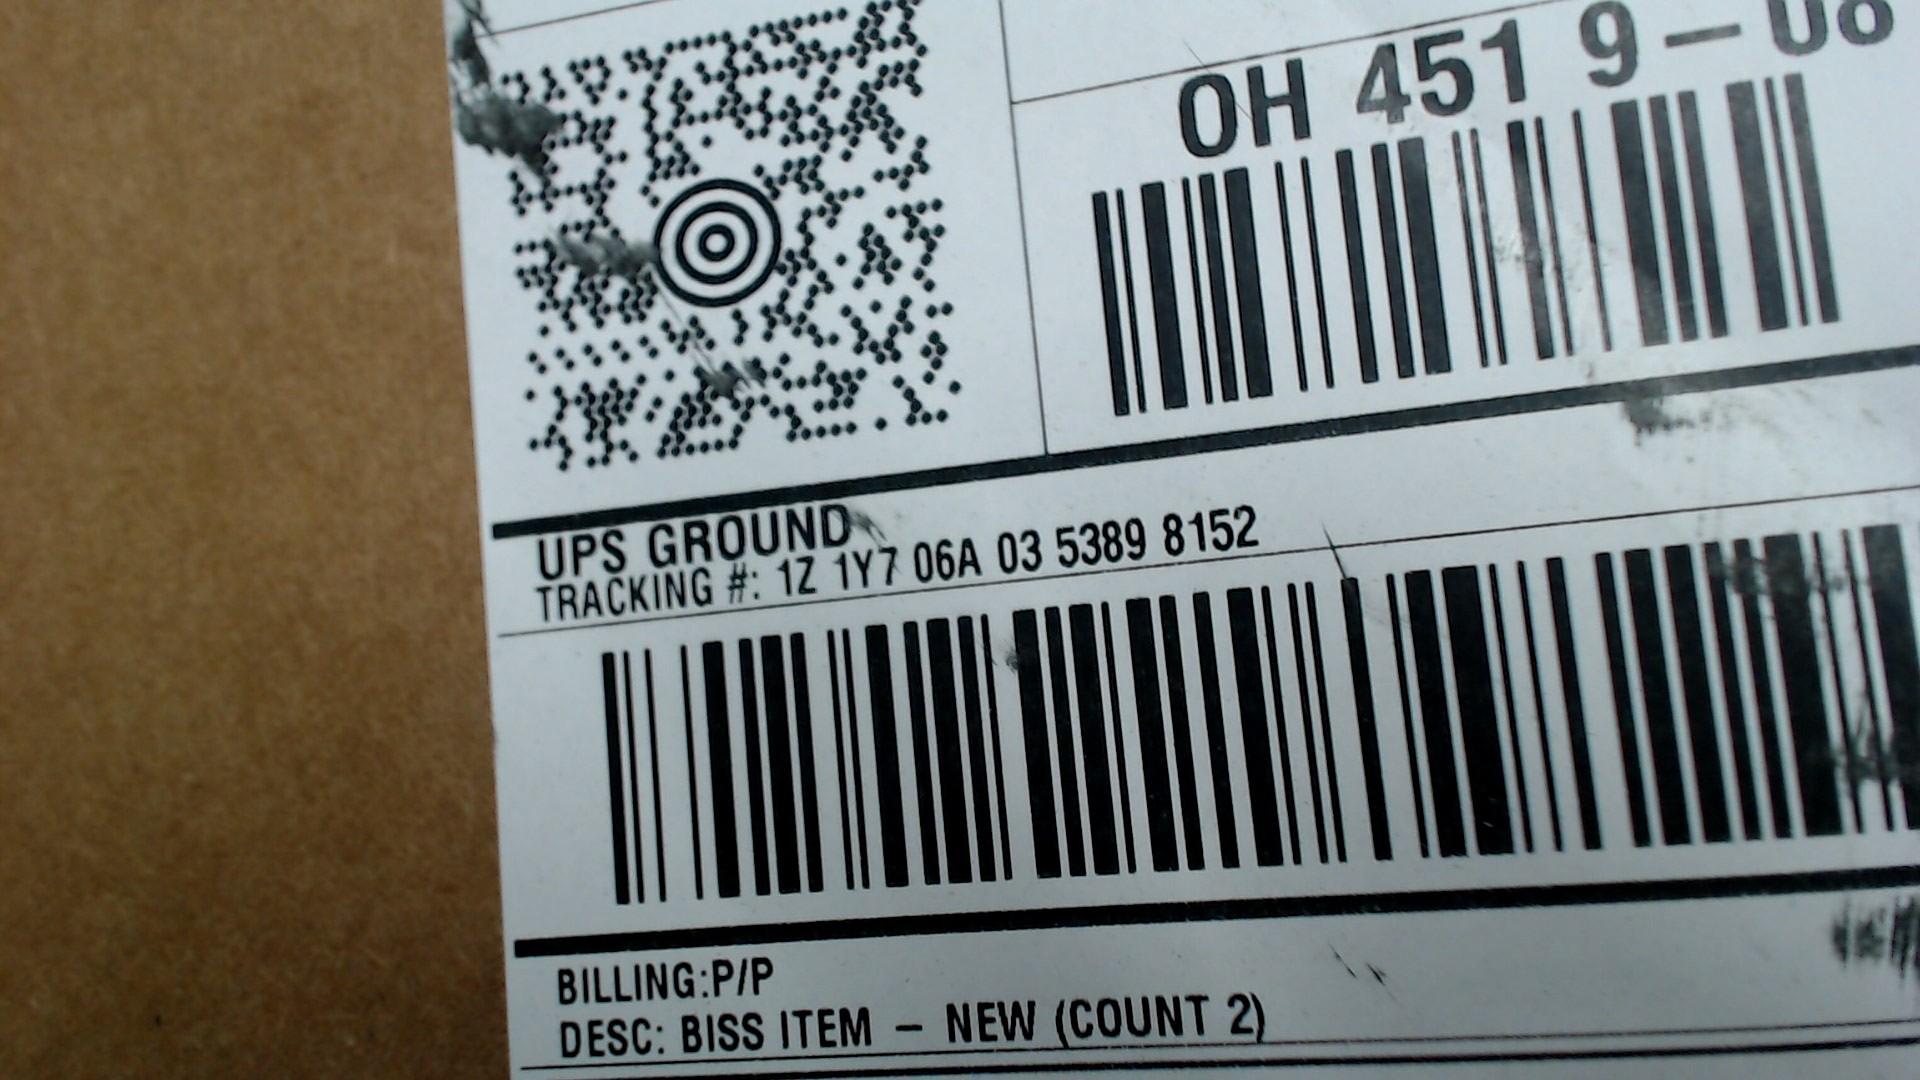 OH 451 9-08
UPS GROUND
TRACKING #: 1Z 1Y7 06A 03 5389 8152
BILLING:P/P
DESC: BISS ITEM - NEW (COUNT 2)